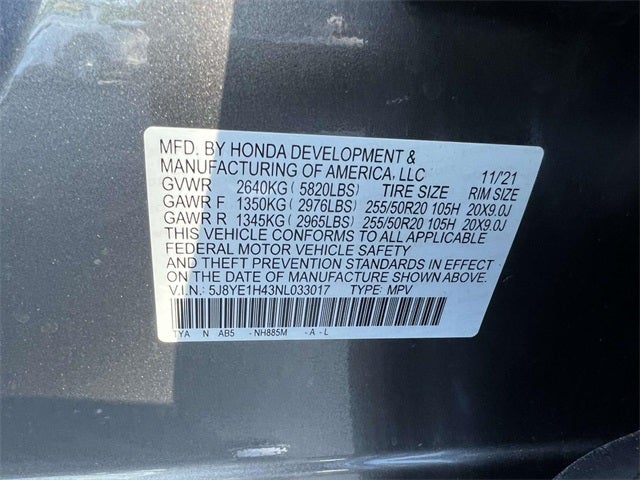 MFD. BY HONDA DEVELOPMENT &
MANUFACTURING OF AMERICA, LLC 11/'21
GVWR 2640KG ( 5820LBS) TIRE SIZE RIM SIZE
GAWR F 1350KG ( 2976LBS) 255/50R20 105H 20X9.0J
GAWR R 1345KG ( 2965LBS) 255/50R20 105H 20X9.0J
THIS VEHICLE CONFORMS TO ALL APPLICABLE
FEDERAL MOTOR VEHICLE SAFETY
AND THEFT PREVENTION STANDARDS IN EFFECT ON
THE DATE OF MANUFACTURE SHOWN ABOVE.
V.I.N.: 5J8YE1H43NL033017 TYPE: MPV
TYA N AB5 -NH885M -A-L